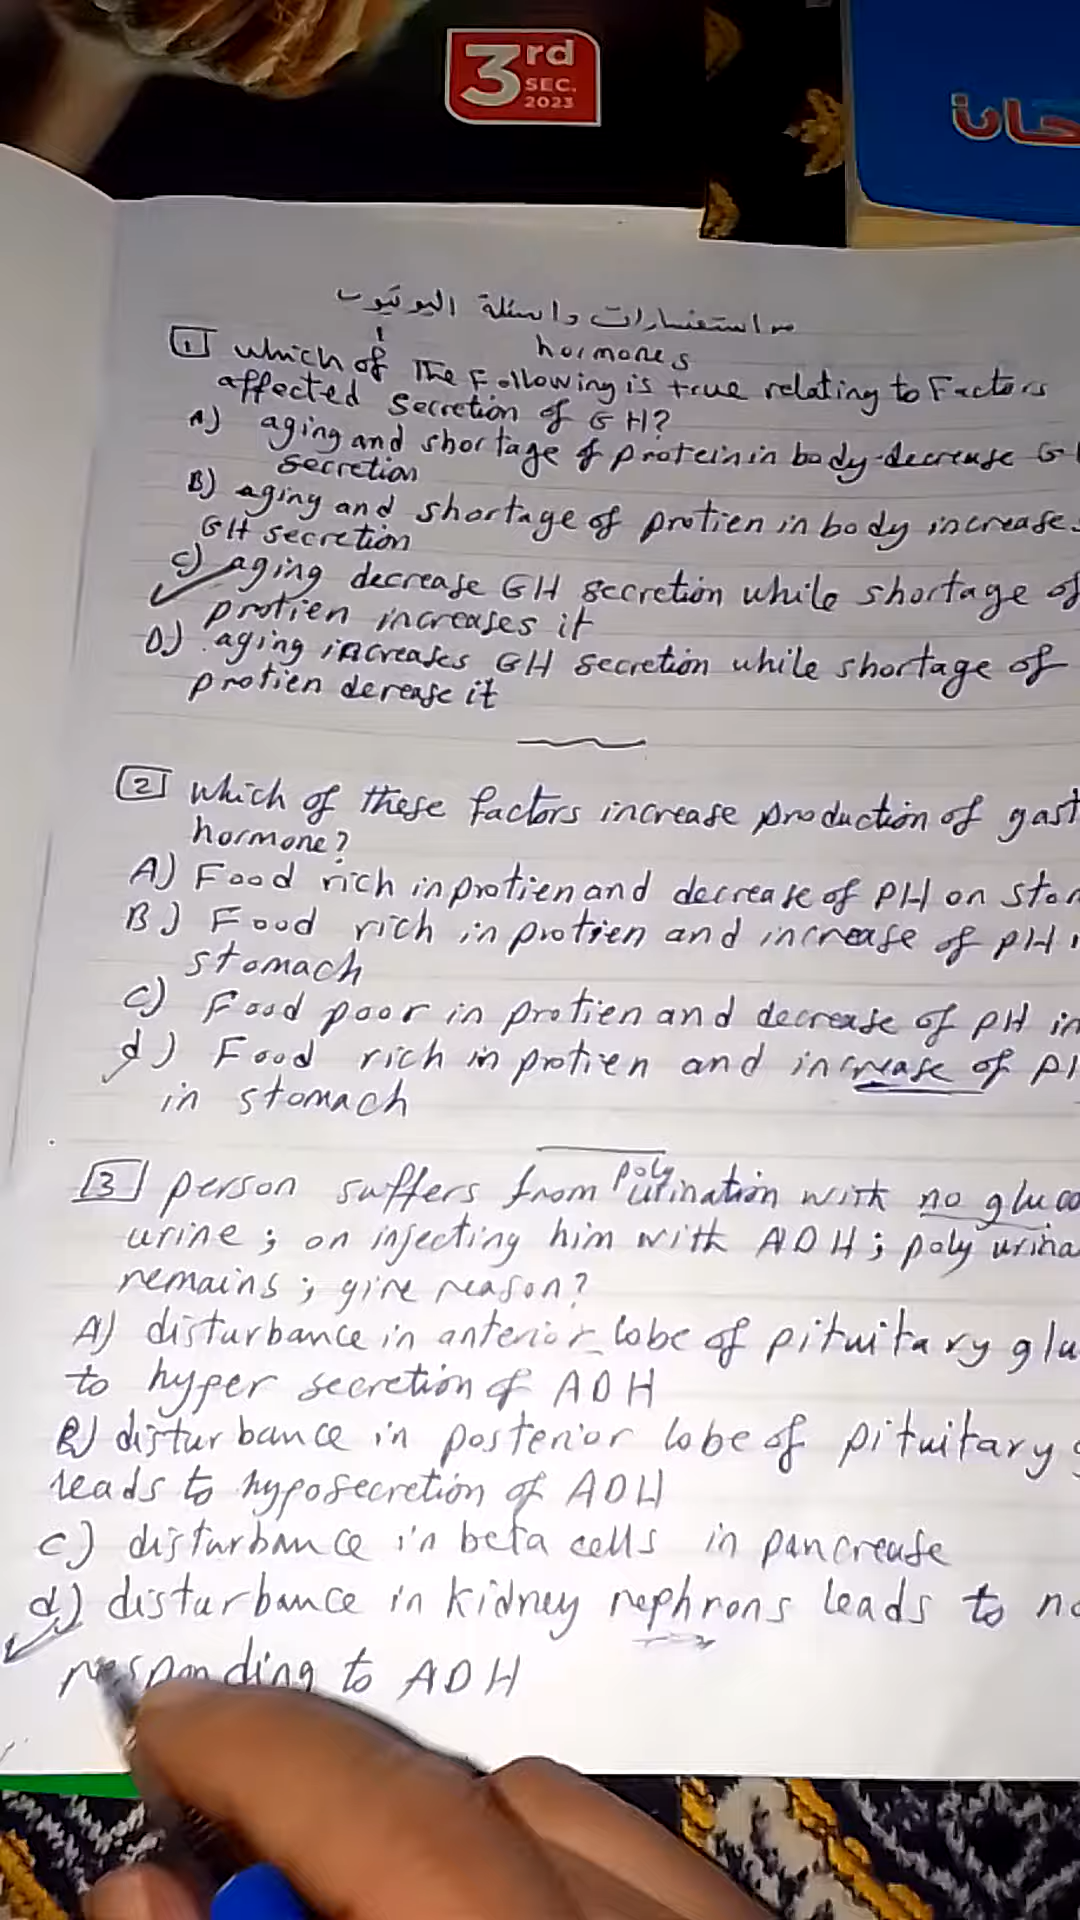 3rd
SEC.
2023
حان
من استفسارات واسئلة اليوتيوب
hormones
1 which of The Following is true relating to Factors
affected secretion of GH?
A) aging and shortage of protein in body decrease G
secretion
B) aging and shortage of protien in body increase
GH secretion
C) aging decrease GH secretion while shortage of
protien increases it
D) aging increases GH secretion while shortage of
protien derease it
2 which of these factors increase production of gast
hormone?
A) Food rich in protien and decrease of PH on stom
B) Food rich in protien and increase of pH
stomach
C) Food poor in protien and decrease of pH in
d) Food rich in protien and increase of p
in stomach
3 person suffers from poly urination with no gluco
urine ; on injecting him with ADH ; poly urina
remains ; give reason?
A) disturbance in anterior lobe of pituitary gla
to hyper secretion of ADH
B) disturbance in posterior lobe of pituitary g
leads to hyposecretion of ADH
c) disturbance in beta cells in pancrease
d) disturbance in kidney nephrons leads to no
responding to ADH